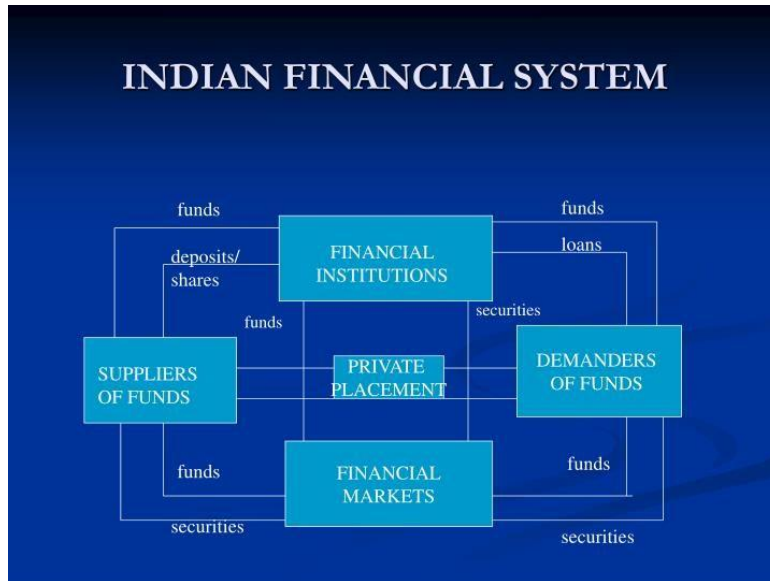 INDIAN FINANCIAL SYSTEM
funds
funds
deposits/
shares
FINANCIAL
INSTITUTIONS
loans
funds
securities
SUPPLIERS
OF FUNDS
PRIVATE
PLACEMENT
DEMANDERS
OF FUNDS
funds
FINANCIAL
MARKETS
funds
securities
securities